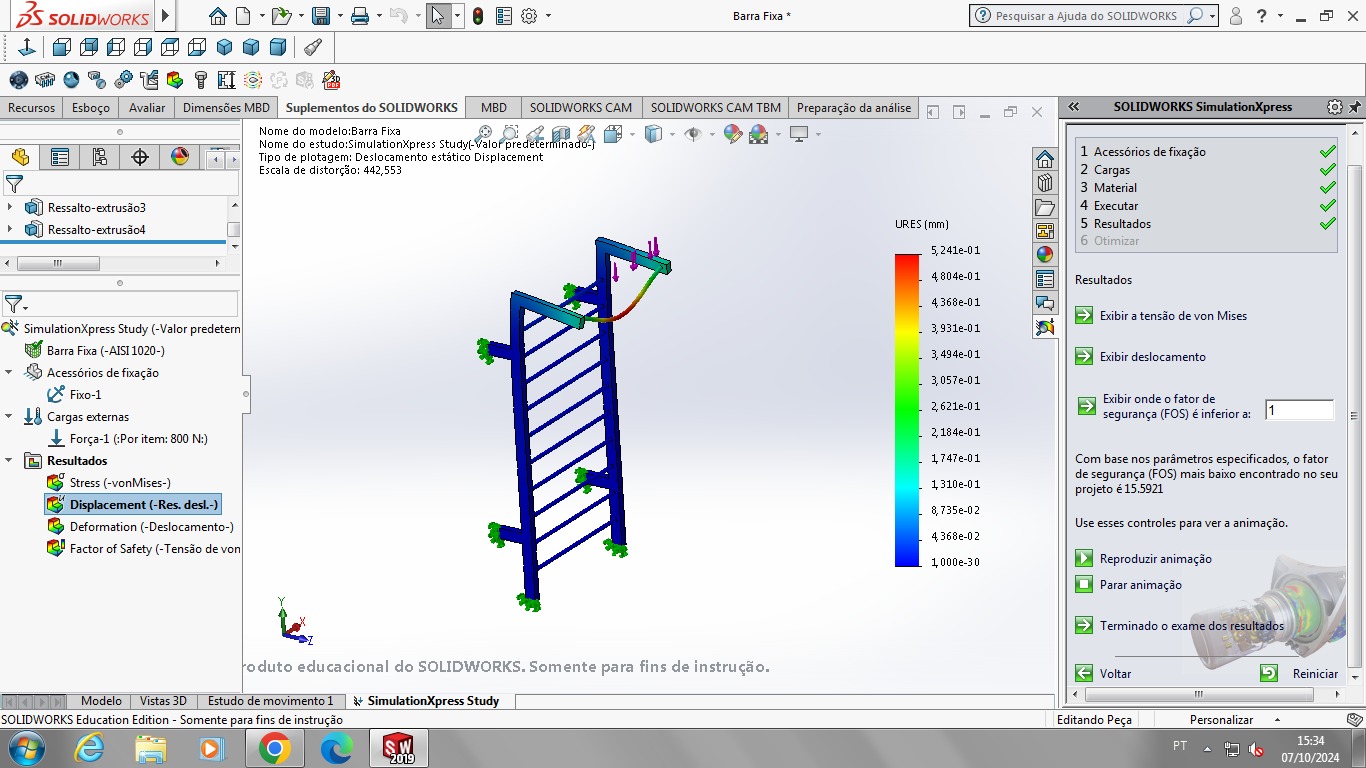 SOLIDWORKS
Barra Fixa *
Pesquisar a Ajuda do SOLIDWORKS
Recursos
Esboço
Avaliar
Dimensões MBD
Suplementos do SOLIDWORKS
MBD
SOLIDWORKS CAM
SOLIDWORKS CAM TBM
Preparação da análise
SOLIDWORKS SimulationXpress
Nome do modelo:Barra Fixa
Nome do estudo:SimulationXpress Study(-Valor predeterminado-)
Tipo de plotagem: Deslocamento estático Displacement
Escala de distorção: 442,553
Ressalto-extrusão3
Ressalto-extrusão4
SimulationXpress Study (-Valor predetern
Barra Fixa (-AISI 1020-)
Acessórios de fixação
Fixo-1
Cargas externas
Força-1 (:Por item: 800 N:)
Resultados
Stress (-vonMises-)
Displacement (-Res. desl.-)
Deformation (-Deslocamento-)
Factor of Safety (-Tensão de von
URES (mm)
5,241e-01
4,804e-01
4,368e-01
3,931e-01
3,494e-01
3,057e-01
2,621e-01
2,184e-01
1,747e-01
1,310e-01
8,735e-02
4,368e-02
1,000e-30
Y
X
Z
roduto educacional do SOLIDWORKS. Somente para fins de instrução.
1 Acessórios de fixação
2 Cargas
3 Material
4 Executar
5 Resultados
6 Otimizar
Resultados
Exibir a tensão de von Mises
Exibir deslocamento
Exibir onde o fator de
segurança (FOS) é inferior a:
1
Com base nos parâmetros especificados, o fator
de segurança (FOS) mais baixo encontrado no seu
projeto é15.5921
Use esses controles para ver a animação.
Reproduzir animação
Parar animação
Terminado o exame dos resultados
Voltar
Reiniciar
Modelo
Vistas 3D
Estudo de movimento 1
SimulationXpress Study
SOLIDWORKS Education Edition - Somente para fins de instrução
Editando Peça
Personalizar
SW
2019
PT
15:34
07/10/2024